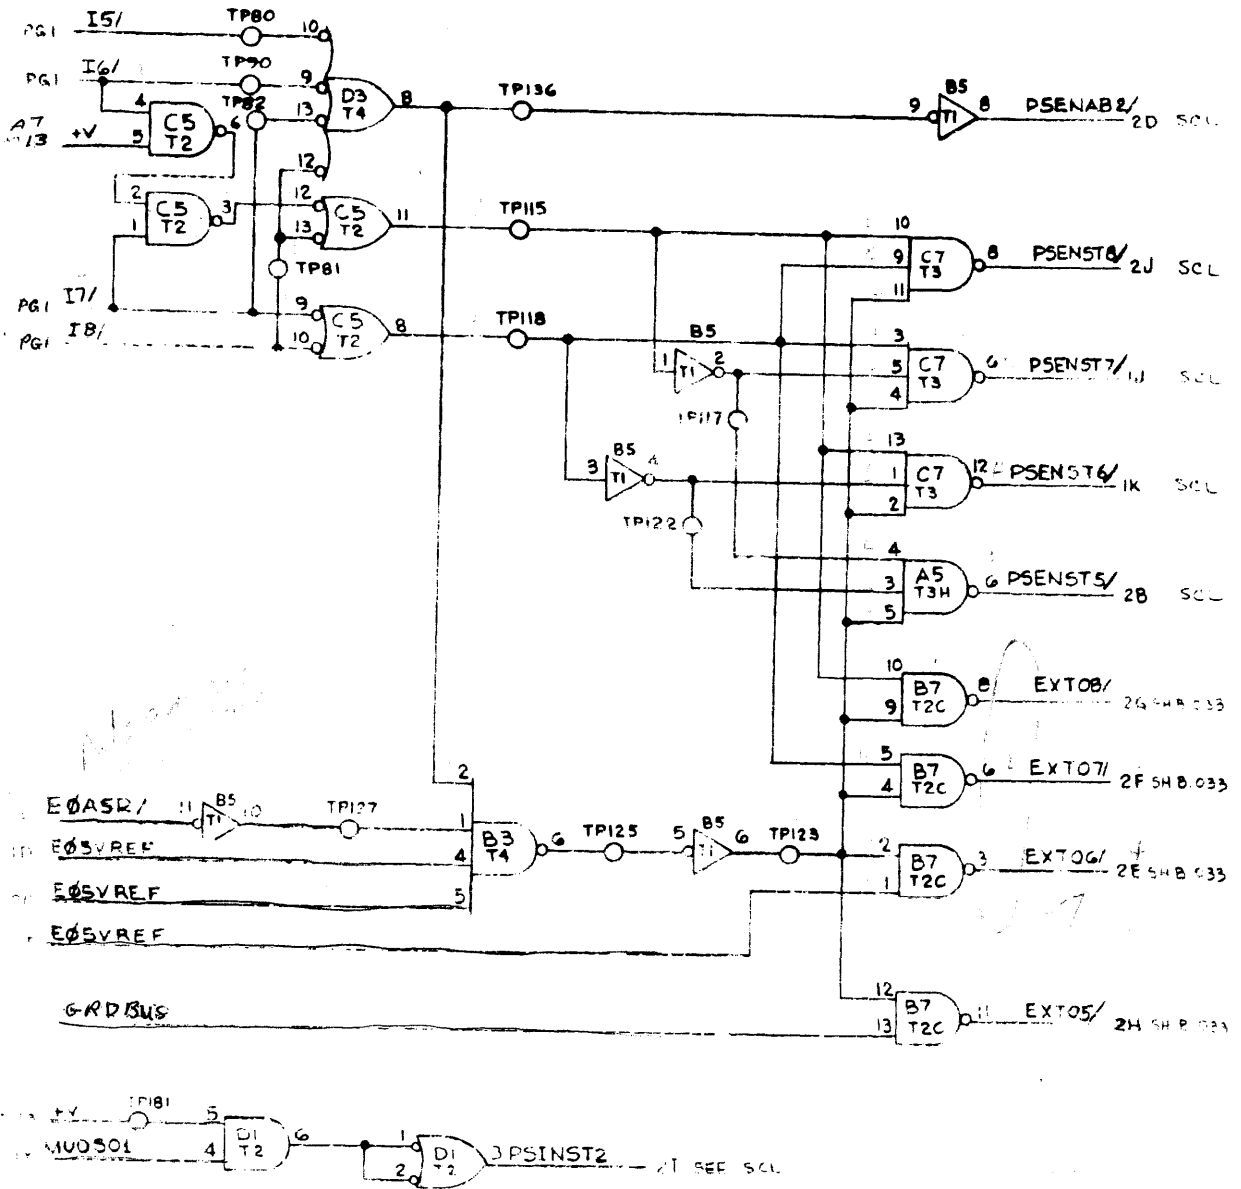 PG1 I5/ TP80 10
PG1 I6/ TP90 9
TP82 13
D3 T4 8 TP136 9 B5 T1 8 PSENAB2/ 2D SCL
A7
+V 4 5 C5 T2 6
12
2 1 C5 T2 3
12 13 C5 T2 11 TP115
TP81
10 9 11 C7 T3 8 PSENST8/ 2J SCL
PG1 I7/ 9
PG1 I8/ 10 C5 T2 8 TP118
B5 1 T1 2
3 5 4 C7 T3 6 PSENST7/ 1J SCL
TP117
B5 3 T1 4
13 1 2 C7 T3 12 PSENST6/ 1K SCL
TP122
4 3 5 A5 T3H 6 PSENST5/ 2B SCL
10 9 B7 T2C 8 EXT08/ 2G SH B.033
5 4 B7 T2C 6 EXT07/ 2F SH B.033
2
EØASR/ 11 B5 T1 10 TP127 1
EØSVREF 4 B3 T4 6 TP125 5 B5 T1 6 TP123
2 1 B7 T2C 3 EXT06/ 2E SH B.033
EØSVREF 5
EØSVREF
GRDBUS
12 13 B7 T2C 11 EXT05/ 2H SH B.033
+V TP181 5
4 D1 T2 6
1 2 D1 T2 3 PSINST2 2T SEE SCL